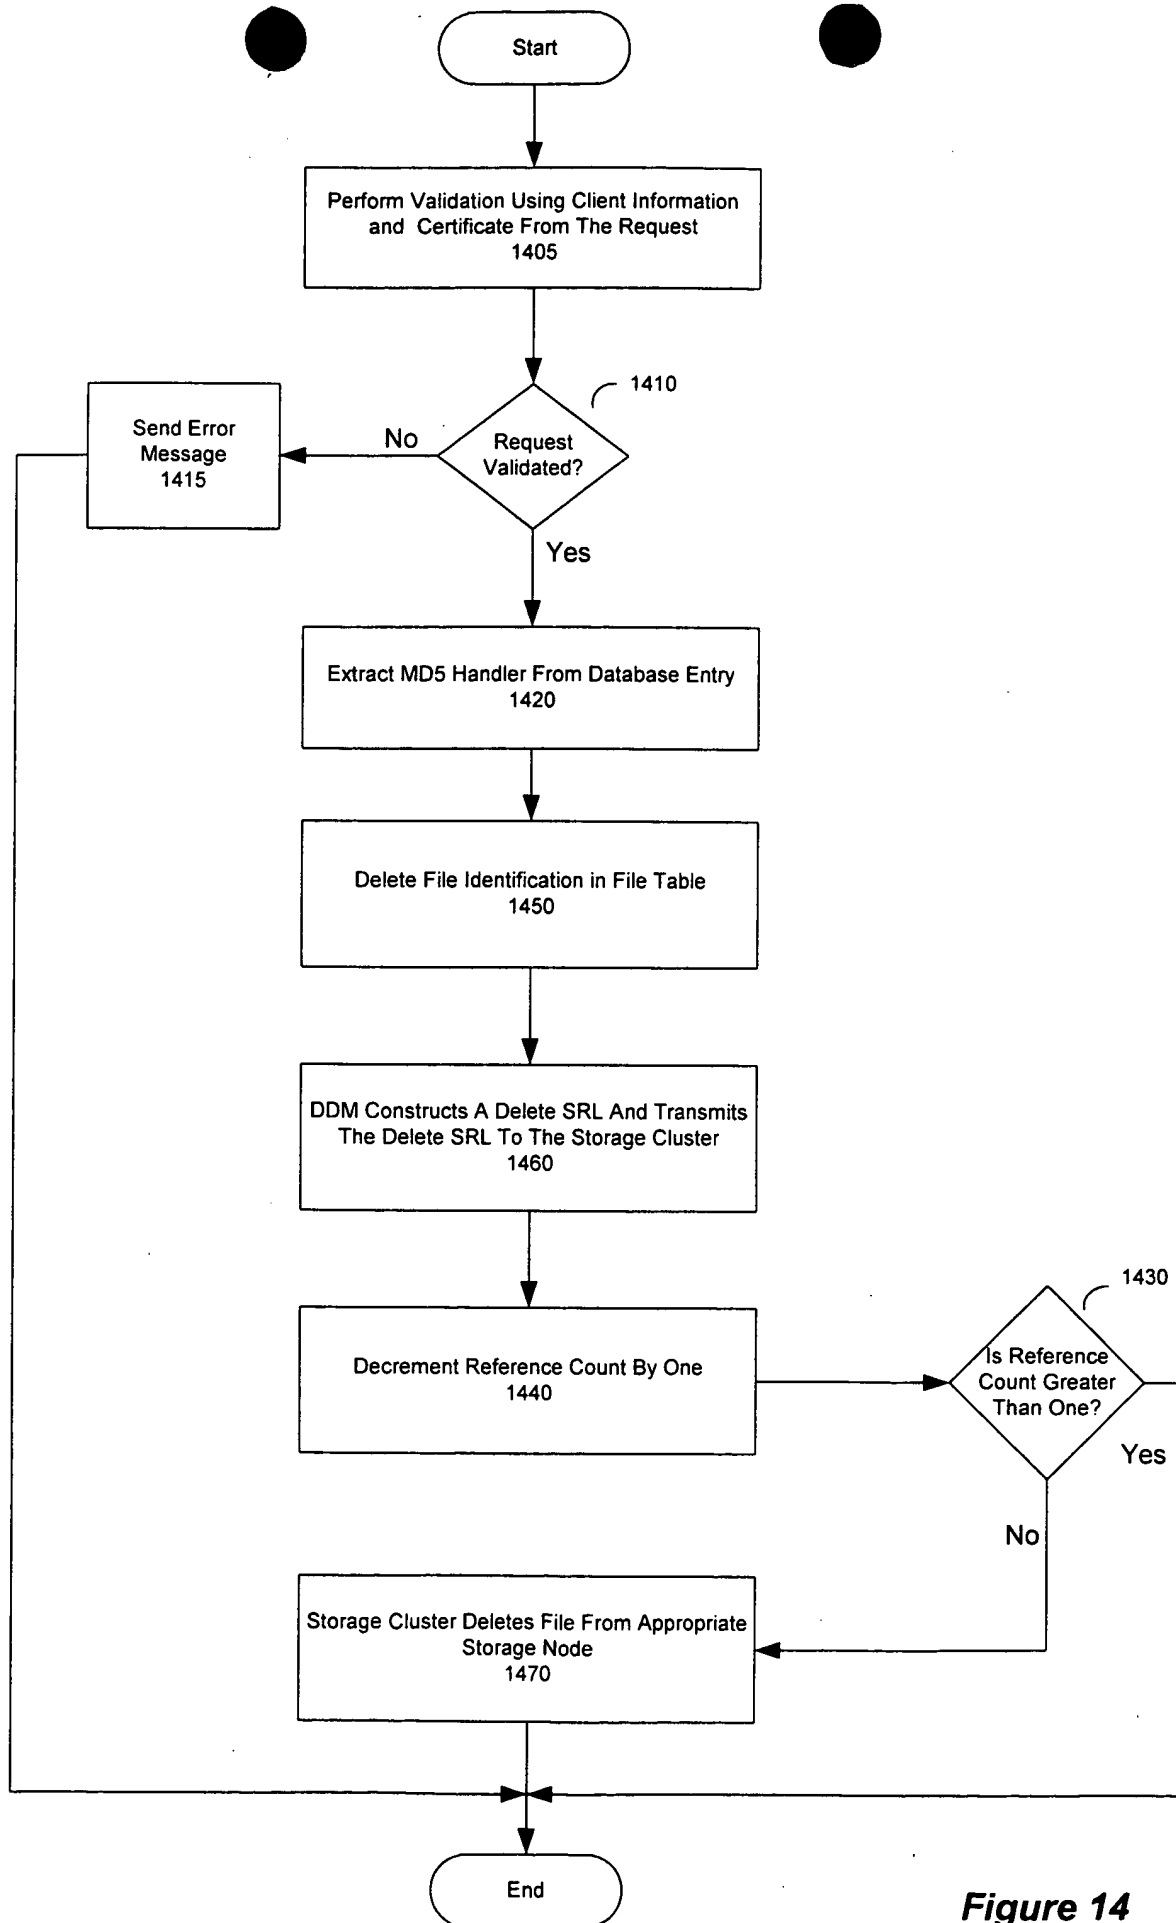 Start
Perform Validation Using Client Information
and Certificate From The Request
1405
1410
Request
Validated?
No
Send Error
Message
1415
Yes
Extract MD5 Handler From Database Entry
1420
Delete File Identification in File Table
1450
DDM Constructs A Delete SRL And Transmits
The Delete SRL To The Storage Cluster
1460
Decrement Reference Count By One
1440
1430
Is Reference
Count Greater
Than One?
Yes
No
Storage Cluster Deletes File From Appropriate
Storage Node
1470
End
Figure 14